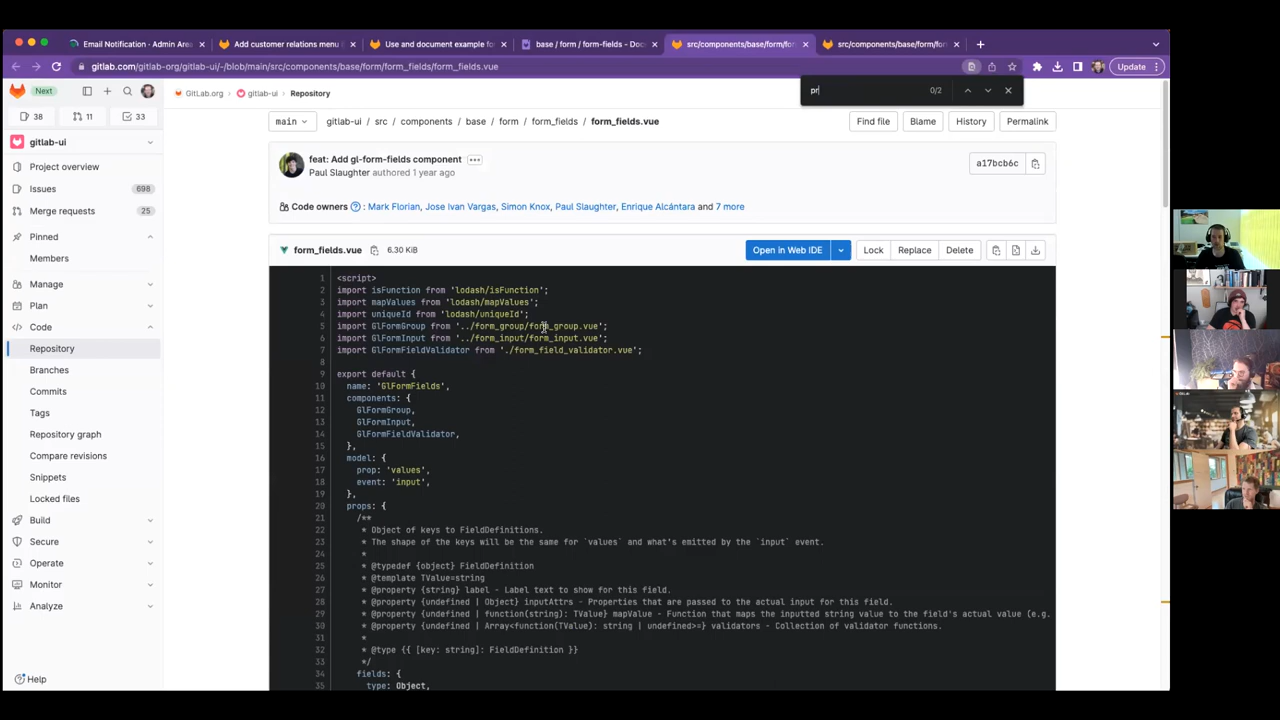 Email Notification · Admin Area
Add customer relations menu
Use and document example for
base / form / form-fields - Doc
src/components/base/form/for
src/components/base/form/for
gitlab.com/gitlab-org/gitlab-ui/-/blob/main/src/components/base/form/form_fields/form_fields.vue
Update
pr
0/2
Next
38
11
33
gitlab-ui
Project overview
Issues 698
Merge requests 25
Pinned
Members
Manage
Plan
Code
Repository
Branches
Commits
Tags
Repository graph
Compare revisions
Snippets
Locked files
Build
Secure
Operate
Monitor
Analyze
Help
GitLab.org > gitlab-ui > Repository
main
gitlab-ui / src / components / base / form / form_fields / form_fields.vue
Find file
Blame
History
Permalink
feat: Add gl-form-fields component
Paul Slaughter authored 1 year ago
a17bcb6c
Code owners : Mark Florian, Jose Ivan Vargas, Simon Knox, Paul Slaughter, Enrique Alcántara and 7 more
form_fields.vue 6.30 KiB
Open in Web IDE
Lock
Replace
Delete
1 <script>
2 import isFunction from 'lodash/isFunction';
3 import mapValues from 'lodash/mapValues';
4 import uniqueId from 'lodash/uniqueId';
5 import GlFormGroup from '../form_group/form_group.vue';
6 import GlFormInput from '../form_input/form_input.vue';
7 import GlFormFieldValidator from './form_field_validator.vue';
8
9 export default {
10 name: 'GlFormFields',
11 components: {
12 GlFormGroup,
13 GlFormInput,
14 GlFormFieldValidator,
15 },
16 model: {
17 prop: 'values',
18 event: 'input',
19 },
20 props: {
21 /**
22 * Object of keys to FieldDefinitions.
23 * The shape of the keys will be the same for `values` and what's emitted by the `input` event.
24 *
25 * @typedef {object} FieldDefinition
26 * @template TValue=string
27 * @property {string} label - Label text to show for this field.
28 * @property {undefined | Object} inputAttrs - Properties that are passed to the actual input for this field.
29 * @property {undefined | function(string): TValue} mapValue - Function that maps the inputted string value to the field's actual value (e.g.
30 * @property {undefined | Array<function(TValue): string | undefined>=} validators - Collection of validator functions.
31 *
32 * @type {{ [key: string]: FieldDefinition }}
33 */
34 fields: {
35 type: Object,